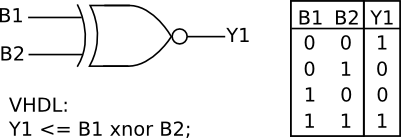 B1
B2
Y1
VHDL:
Y1 <= B1 xnor B2;
B1 B2 Y1
0 0 1
0 1 0
1 0 0
1 1 1